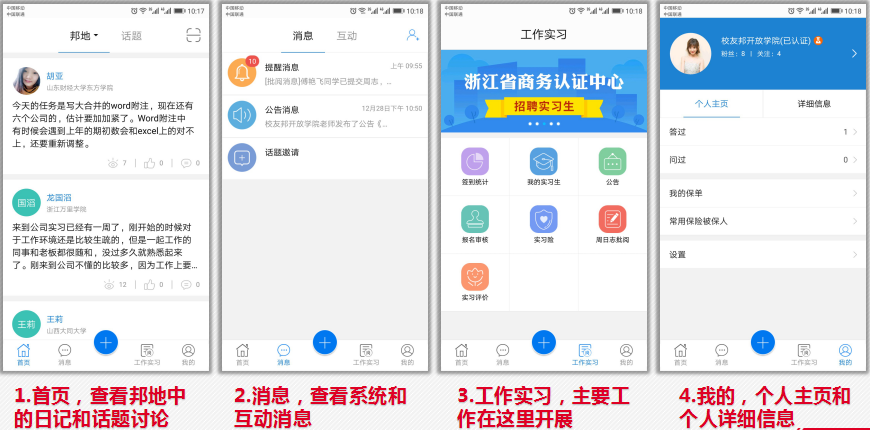 中国移动
中国联通
10:17
邦地
话题
胡亚
山东财经大学东方学院
今天的任务是写大合并的word附注，现在还有
六个公司的，估计要加加紧了。Word附注中
有时候会遇到上年的期初数会和excel上的对不
上，还要重新调整。
7
0
0
国滔
龙国滔
浙江万里学院
来到公司实习已经有一周了，刚开始的时候对
于工作环境还是比较生疏的，但是一起工作的
同事和老板都很随和，没过多久就熟悉起来
了。刚来到公司不懂的比较多，因为工作上要...
12
0
0
王莉
王莉
山西大同大学
首页
消息
工作实习
我的
1.首页，查看邦地中
的日记和话题讨论
中国移动
中国联通
10:18
消息
互动
10
提醒消息
上午 09:55
[批阅消息]傅艳飞同学已提交周志，...
公告消息
12月28日下午 10:50
校友邦开放学院老师发布了公告《...
话题邀请
首页
消息
工作实习
我的
2.消息，查看系统和
互动消息
中国移动
中国联通
10:18
工作实习
浙江省商务认证中心
招聘实习生
签到统计
我的实习生
公告
报名审核
实习险
周日志批阅
实习评价
首页
消息
工作实习
我的
3.工作实习，主要工
作在这里开展
中国移动
中国联通
10:18
校友邦开放学院(已认证)
粉丝：8 | 关注：4
个人主页
详细信息
答过
1
问过
0
我的保单
常用保险被保人
设置
首页
消息
工作实习
我的
4.我的，个人主页和
个人详细信息